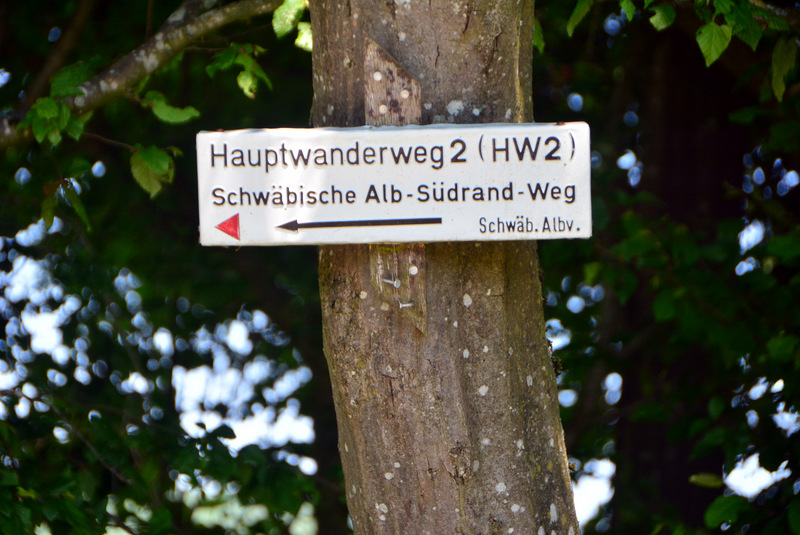 Hauptwanderweg 2 (HW2)
Schwäbische Alb-Südrand-Weg
Schwäb. Albv.